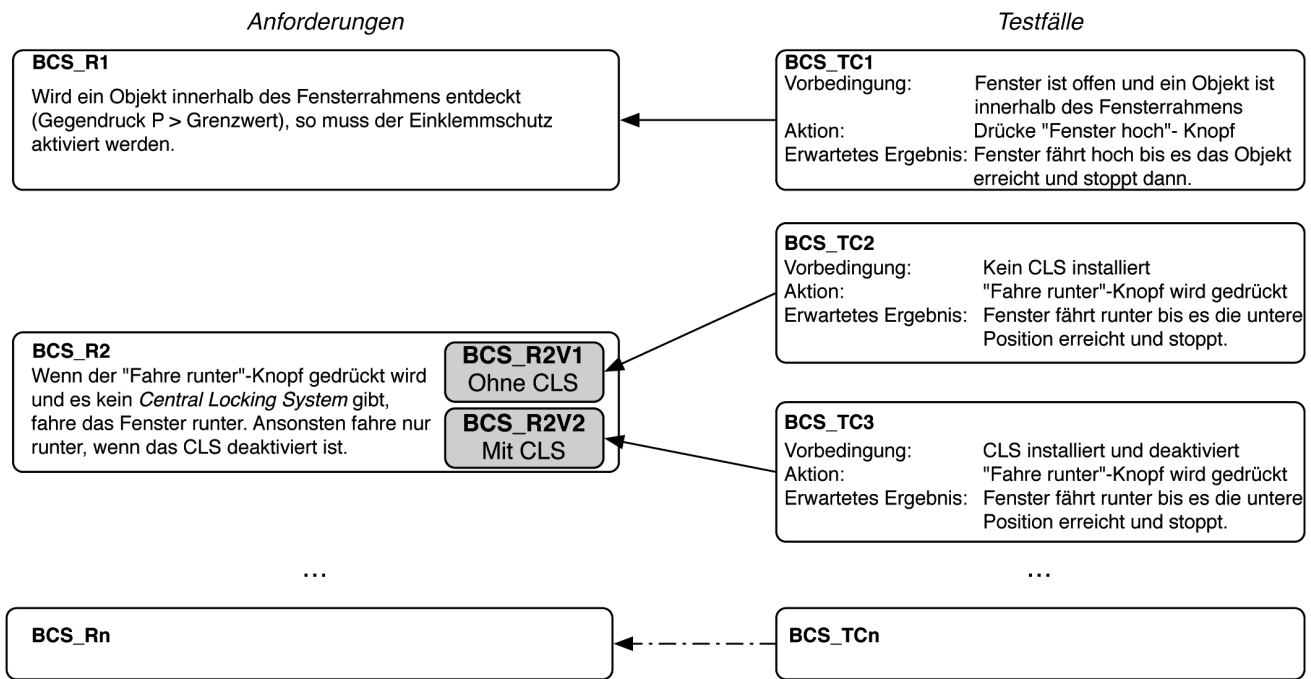 Anforderungen
BCS_R1
Wird ein Objekt innerhalb des Fensterrahmens entdeckt
(Gegendruck P > Grenzwert), so muss der Einklemmschutz
aktiviert werden.
BCS_R2
Wenn der "Fahre runter"-Knopf gedrückt wird
und es kein Central Locking System gibt,
fahre das Fenster runter. Ansonsten fahre nur
runter, wenn das CLS deaktiviert ist.
BCS_R2V1
Ohne CLS
BCS_R2V2
Mit CLS
...
BCS_Rn
Testfälle
BCS_TC1
Vorbedingung: Fenster ist offen und ein Objekt ist
innerhalb des Fensterrahmens
Aktion: Drücke "Fenster hoch"- Knopf
Erwartetes Ergebnis: Fenster fährt hoch bis es das Objekt
erreicht und stoppt dann.
BCS_TC2
Vorbedingung: Kein CLS installiert
Aktion: "Fahre runter"-Knopf wird gedrückt
Erwartetes Ergebnis: Fenster fährt runter bis es die untere
Position erreicht und stoppt.
BCS_TC3
Vorbedingung: CLS installiert und deaktiviert
Aktion: "Fahre runter"-Knopf wird gedrückt
Erwartetes Ergebnis: Fenster fährt runter bis es die untere
Position erreicht und stoppt.
...
BCS_TCn